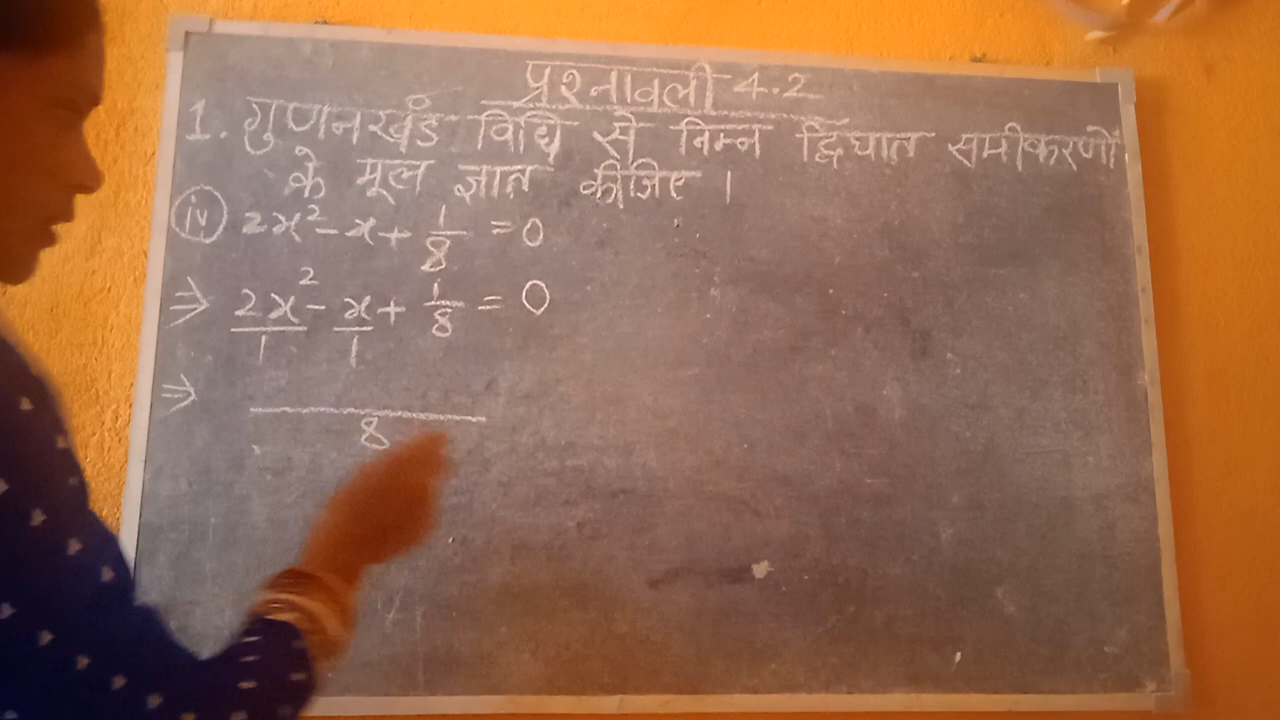 प्रश्नावली 4.2
1. गुणनखंड विधि से निम्न द्विघात समीकरणों
के मूल ज्ञात कीजिए ।
(iv) 2x² - x + 1/8 = 0
⇒ 2x²/1 - x/1 + 1/8 = 0
⇒ —/8